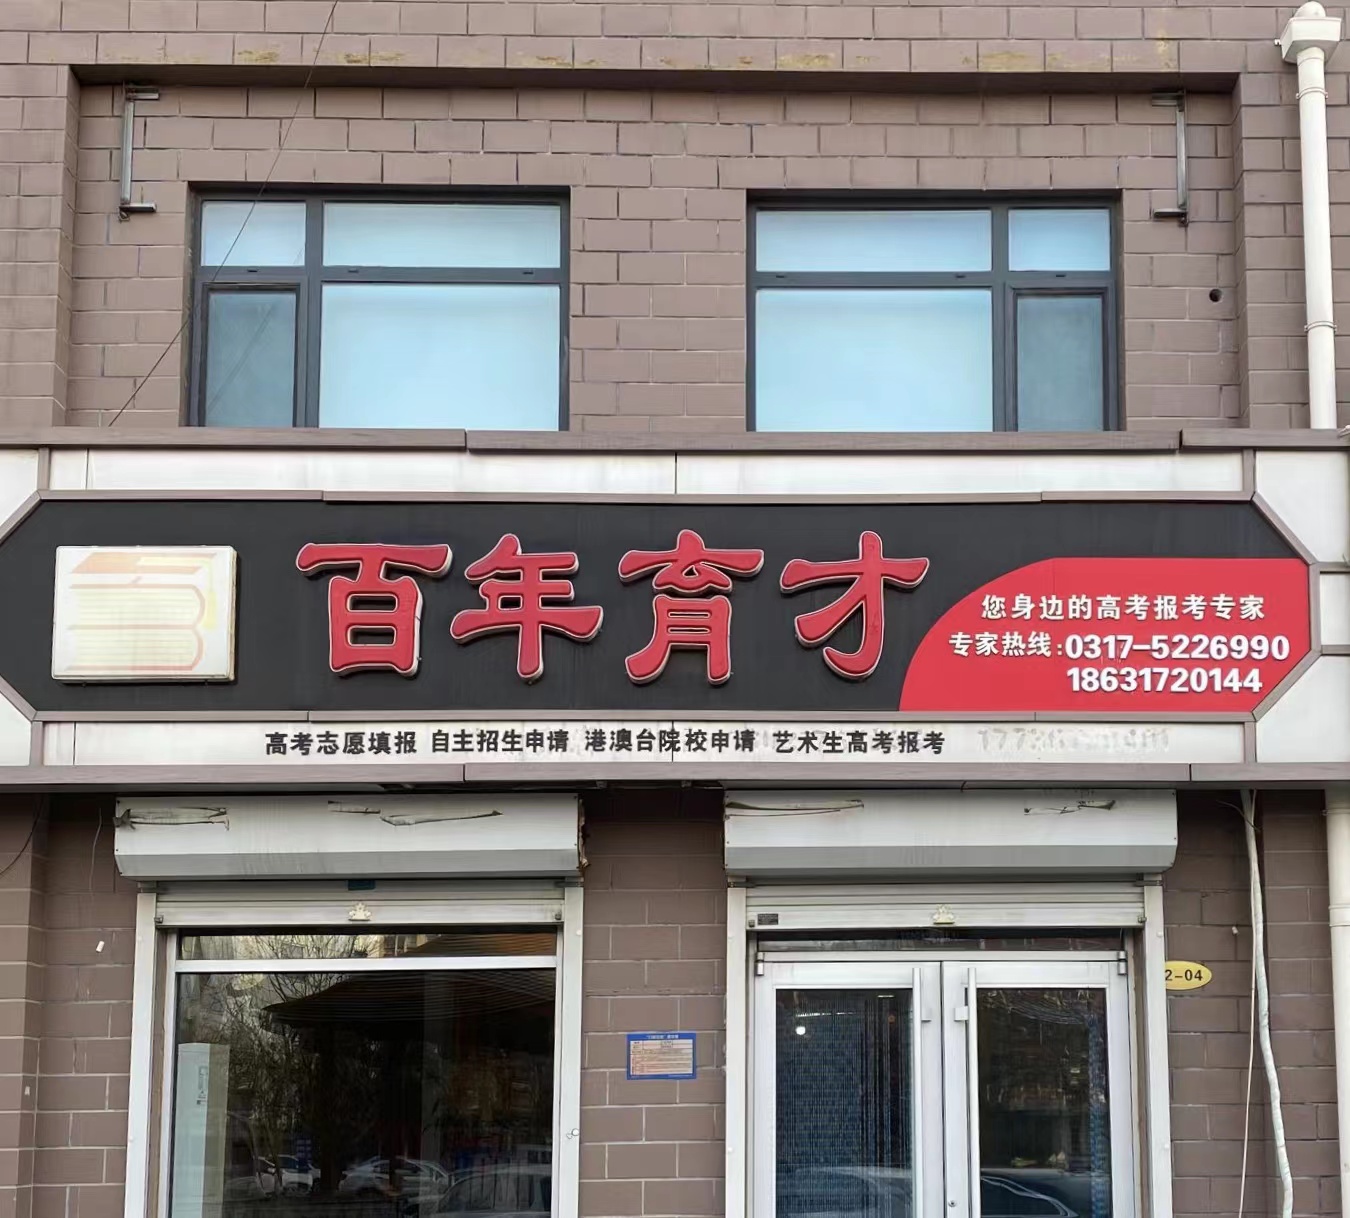 百年育才
您身边的高考报考专家
专家热线:0317-5226990
18631720144
高考志愿填报 自主招生申请 港澳台院校申请 艺术生高考报考
2-04